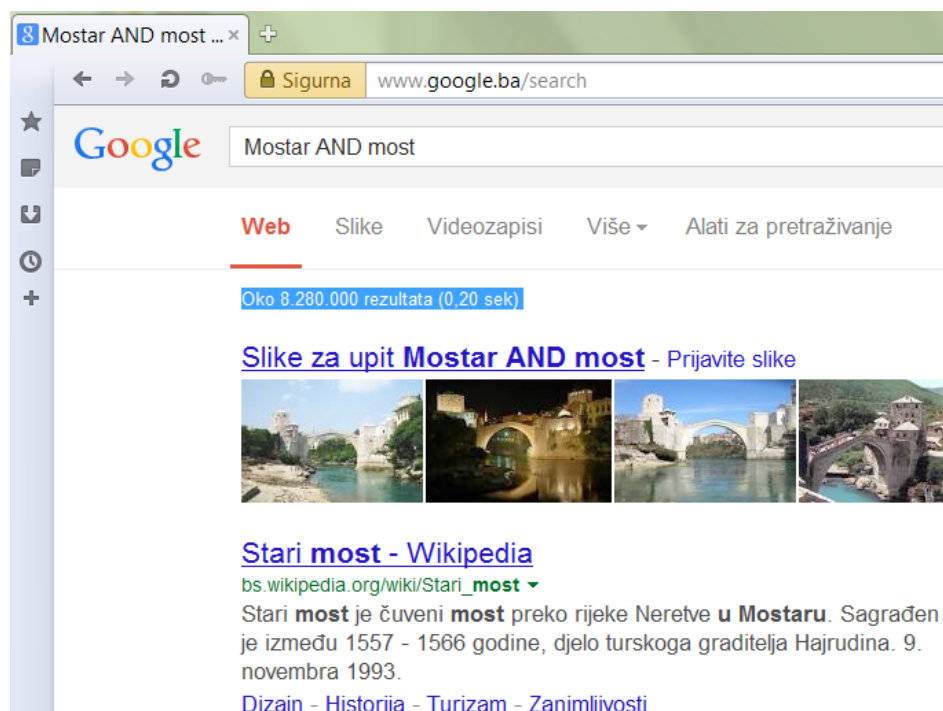 Mostar AND most ...
Sigurna www.google.ba/search
Google Mostar AND most
Web Slike Videozapisi Više Alati za pretraživanje
Oko 8.280.000 rezultata (0,20 sek)
Slike za upit Mostar AND most - Prijavite slike
Stari most - Wikipedia
bs.wikipedia.org/wiki/Stari_most
Stari most je čuveni most preko rijeke Neretve u Mostaru. Sagrađen
je između 1557 - 1566 godine, djelo turskoga graditelja Hajrudina. 9.
novembra 1993.
Dizajn - Historija - Turizam - Zanimljivosti